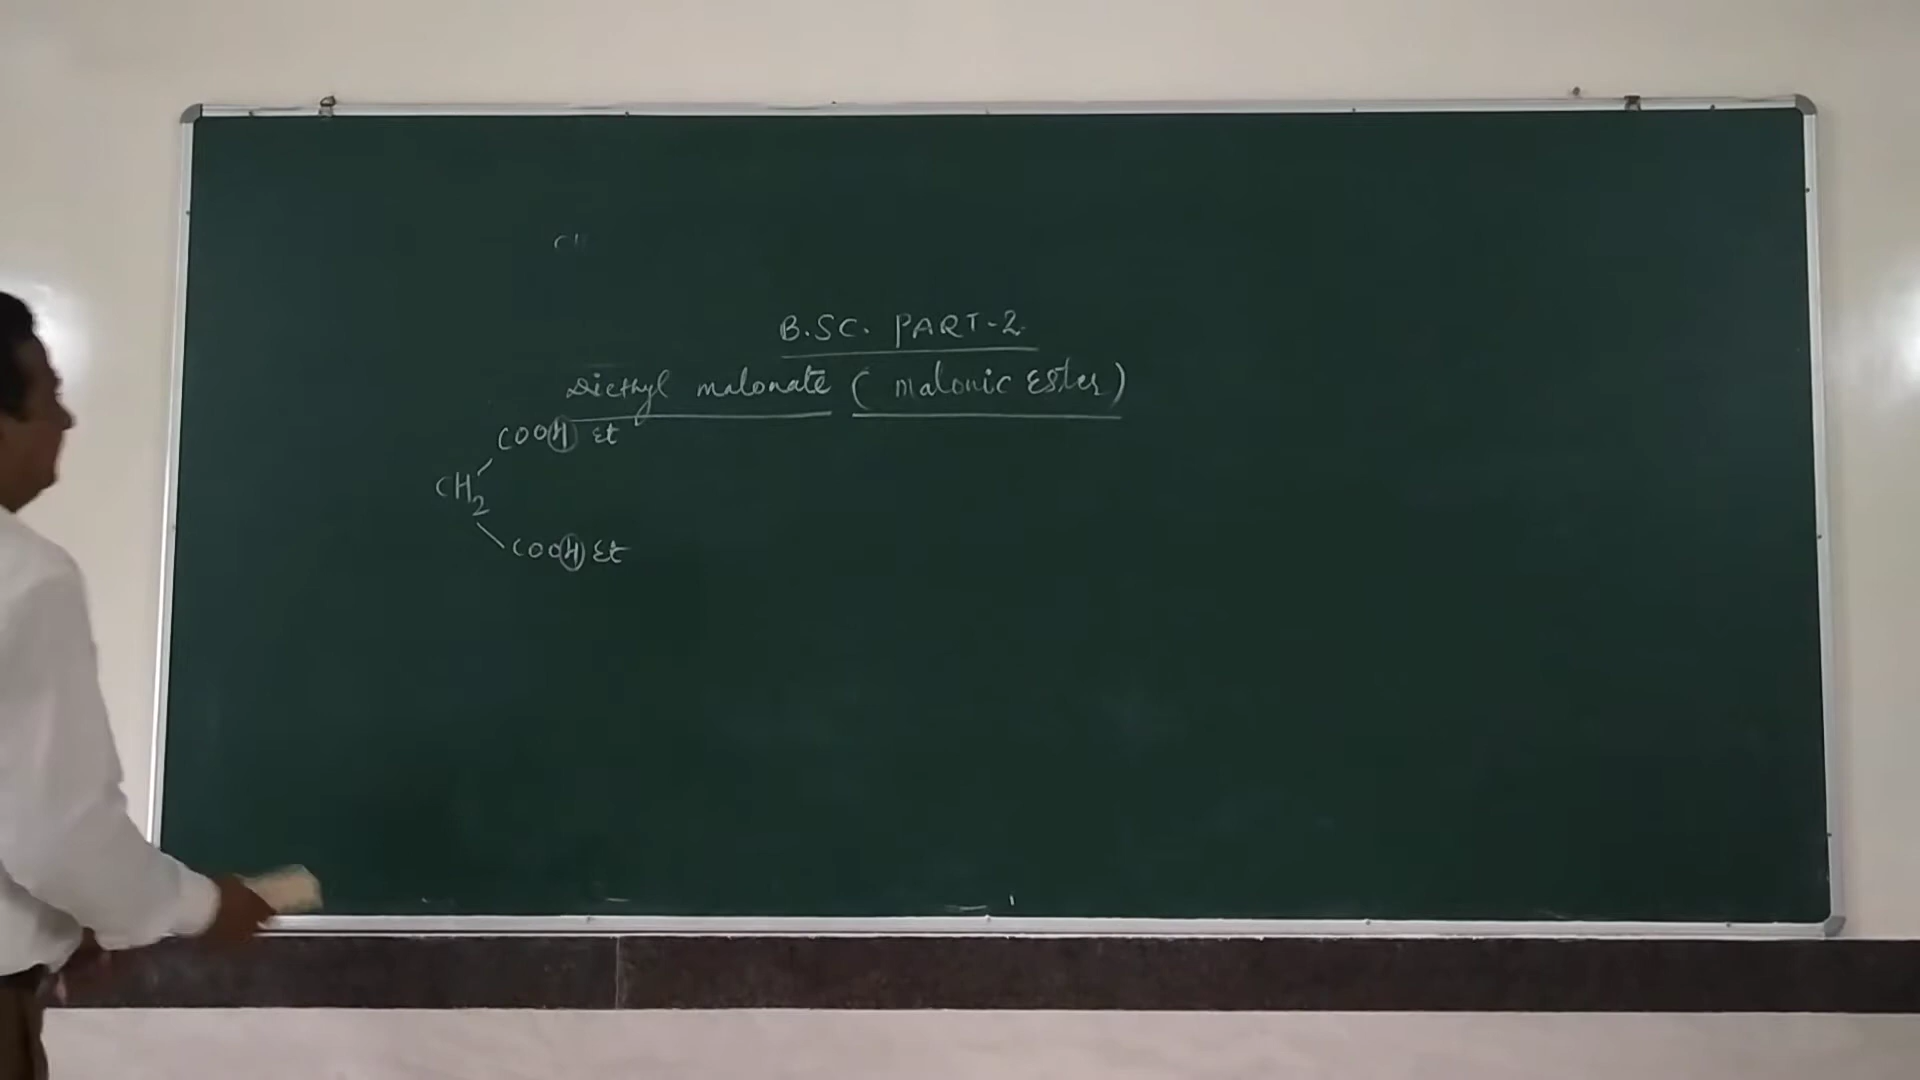 B.SC. PART-2
Diethyl malonate (malonic Ester)
COOH Et
CH2
COOH Et